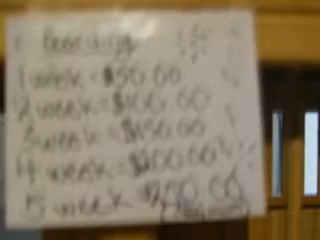 Boarding
1 week = $50.00
2 week = $100.00
3 week = $150.00
4 week = $200.00
5 week = $250.00